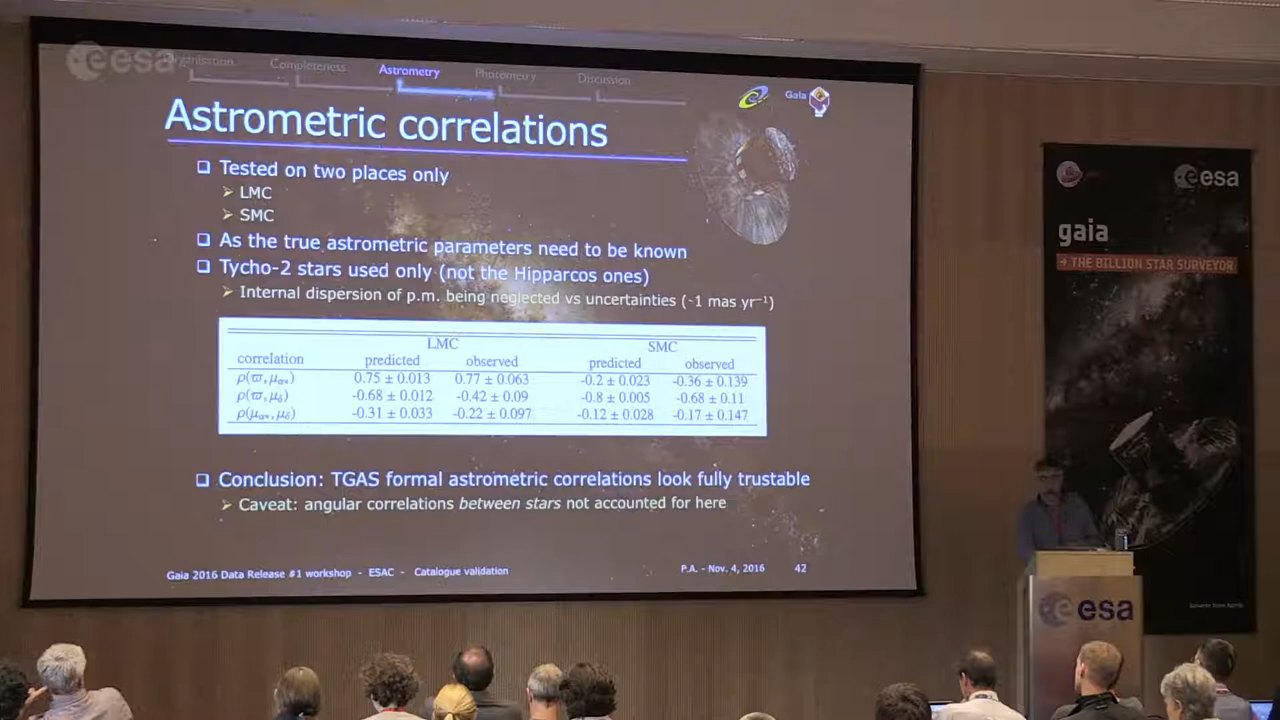 esa
Organisation Completeness Astrometry Photometry Discussion
Gaia
Astrometric correlations
❑ Tested on two places only
➢ LMC
➢ SMC
❑ As the true astrometric parameters need to be known
❑ Tycho-2 stars used only (not the Hipparcos ones)
➢ Internal dispersion of p.m. being neglected vs uncertainties (~1 mas yr⁻¹)
LMC SMC
correlation predicted observed predicted observed
ρ(ϖ,μα*) 0.75 ± 0.013 0.77 ± 0.063 -0.2 ± 0.023 -0.36 ± 0.139
ρ(ϖ,μδ) -0.68 ± 0.012 -0.42 ± 0.09 -0.8 ± 0.005 -0.68 ± 0.11
ρ(μα*,μδ) -0.31 ± 0.033 -0.22 ± 0.097 -0.12 ± 0.028 -0.17 ± 0.147
❑ Conclusion: TGAS formal astrometric correlations look fully trustable
➢ Caveat: angular correlations between stars not accounted for here
Gaia 2016 Data Release #1 workshop - ESAC - Catalogue validation P.A. - Nov. 4, 2016 42
esa
gaia
→ THE BILLION STAR SURVEYOR
esa